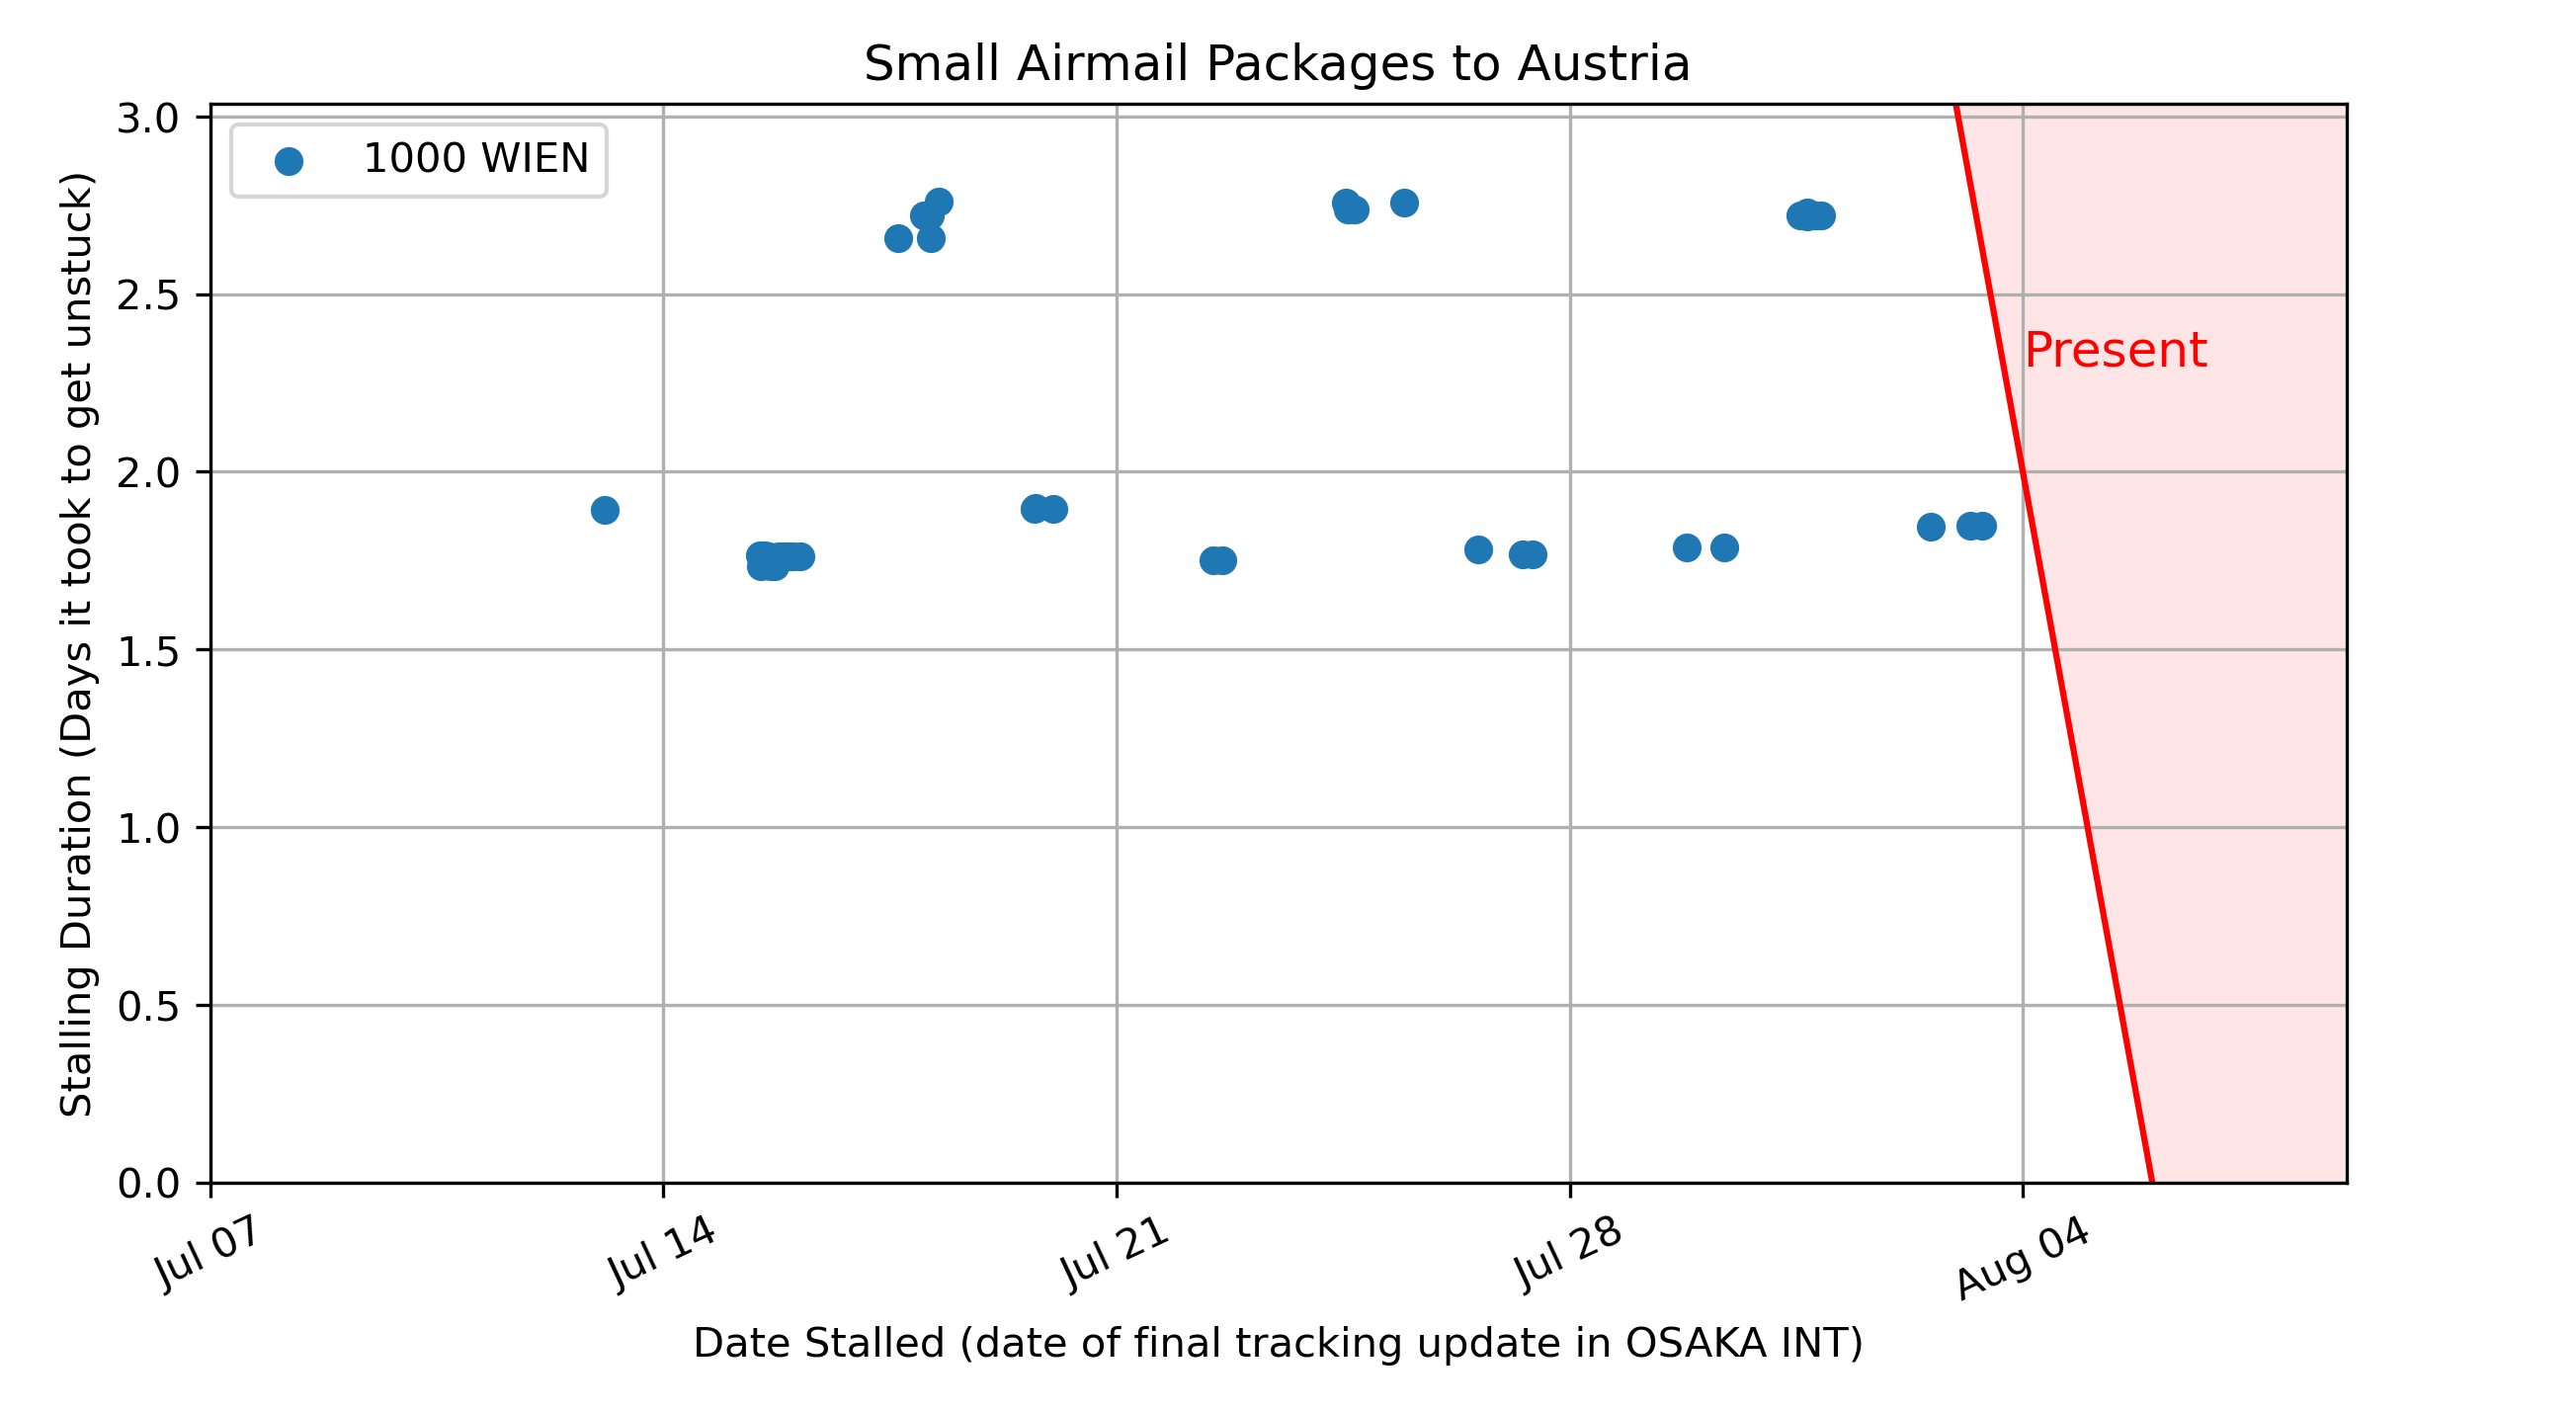 Small Airmail Packages to Austria
1000 WIEN
Present
Stalling Duration (Days it took to get unstuck)
3.0
2.5
2.0
1.5
1.0
0.5
0.0
Jul 07
Jul 14
Jul 21
Jul 28
Aug 04
Date Stalled (date of final tracking update in OSAKA INT)